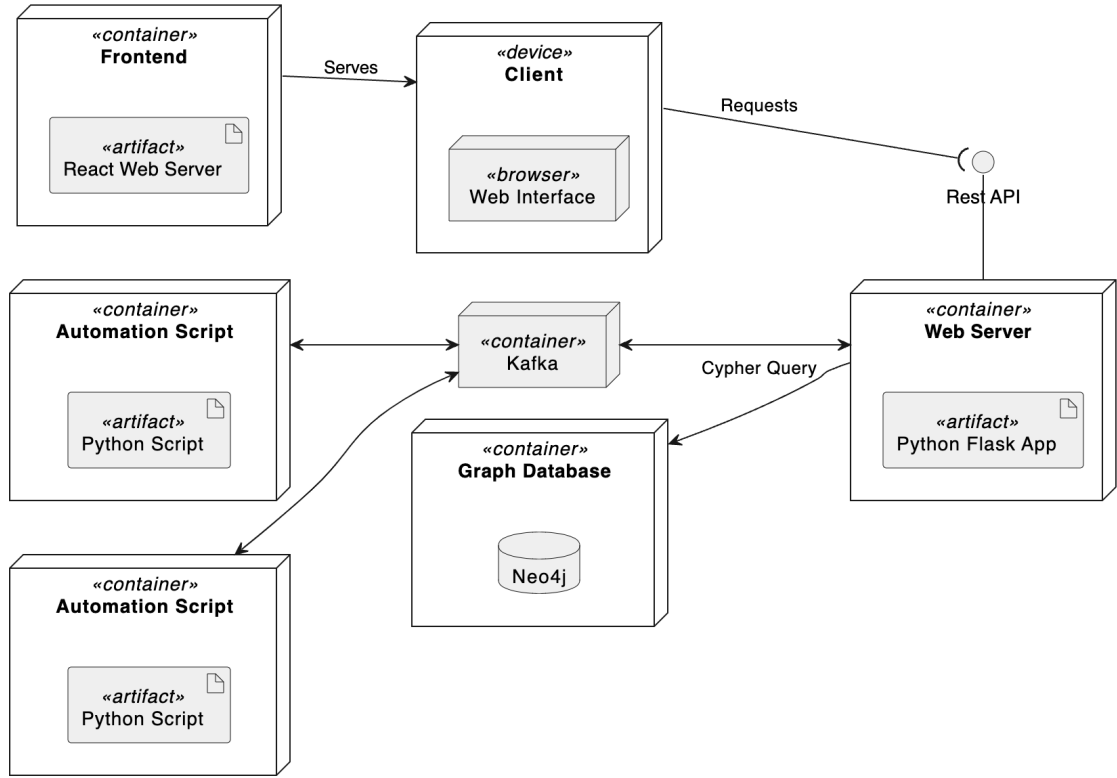 «container»
Frontend
«artifact»
React Web Server
Serves
«device»
Client
«browser»
Web Interface
Requests
Rest API
«container»
Automation Script
«artifact»
Python Script
«container»
Kafka
«container»
Web Server
«artifact»
Python Flask App
Cypher Query
«container»
Graph Database
Neo4j
«container»
Automation Script
«artifact»
Python Script